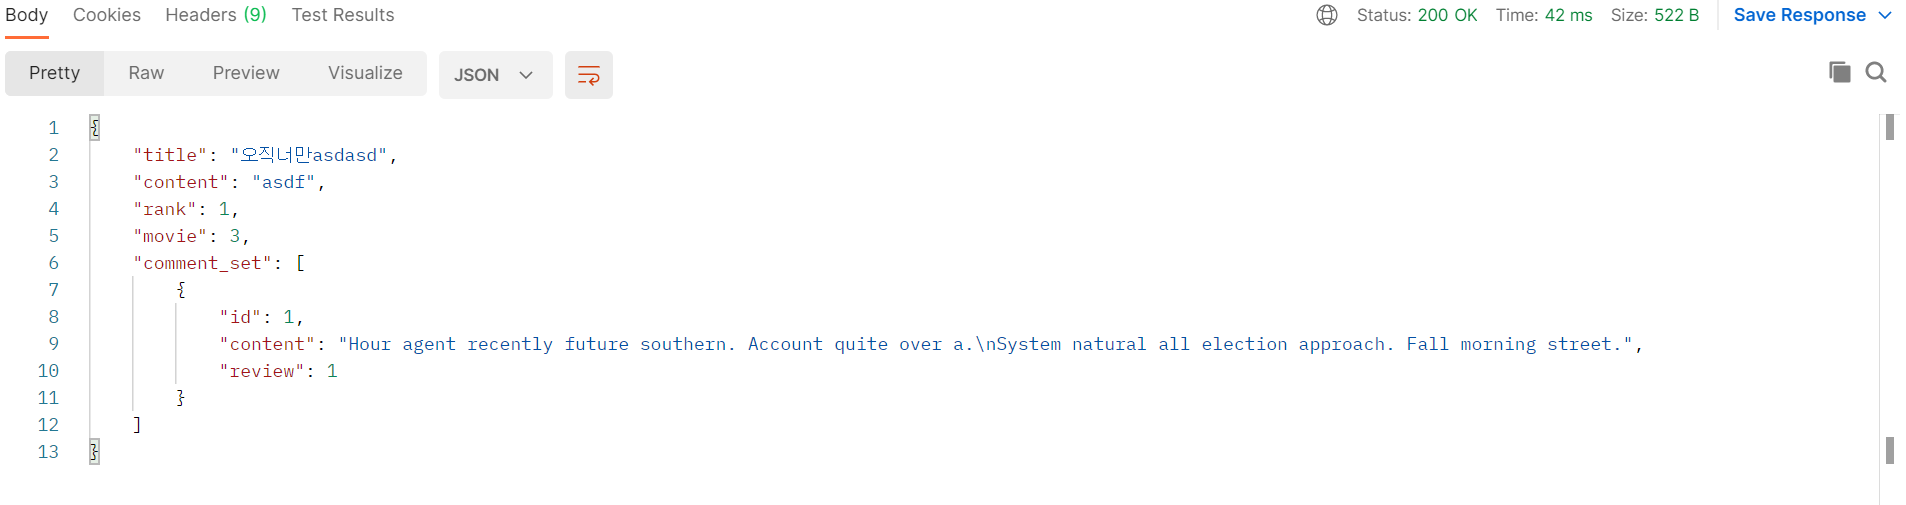 Body Cookies Headers (9) Test Results Status: 200 OK Time: 42 ms Size: 522 B Save Response
Pretty Raw Preview Visualize JSON
1 {
2 "title": "오직너만asdasd",
3 "content": "asdf",
4 "rank": 1,
5 "movie": 3,
6 "comment_set": [
7 {
8 "id": 1,
9 "content": "Hour agent recently future southern. Account quite over a.\nSystem natural all election approach. Fall morning street.",
10 "review": 1
11 }
12 ]
13 }